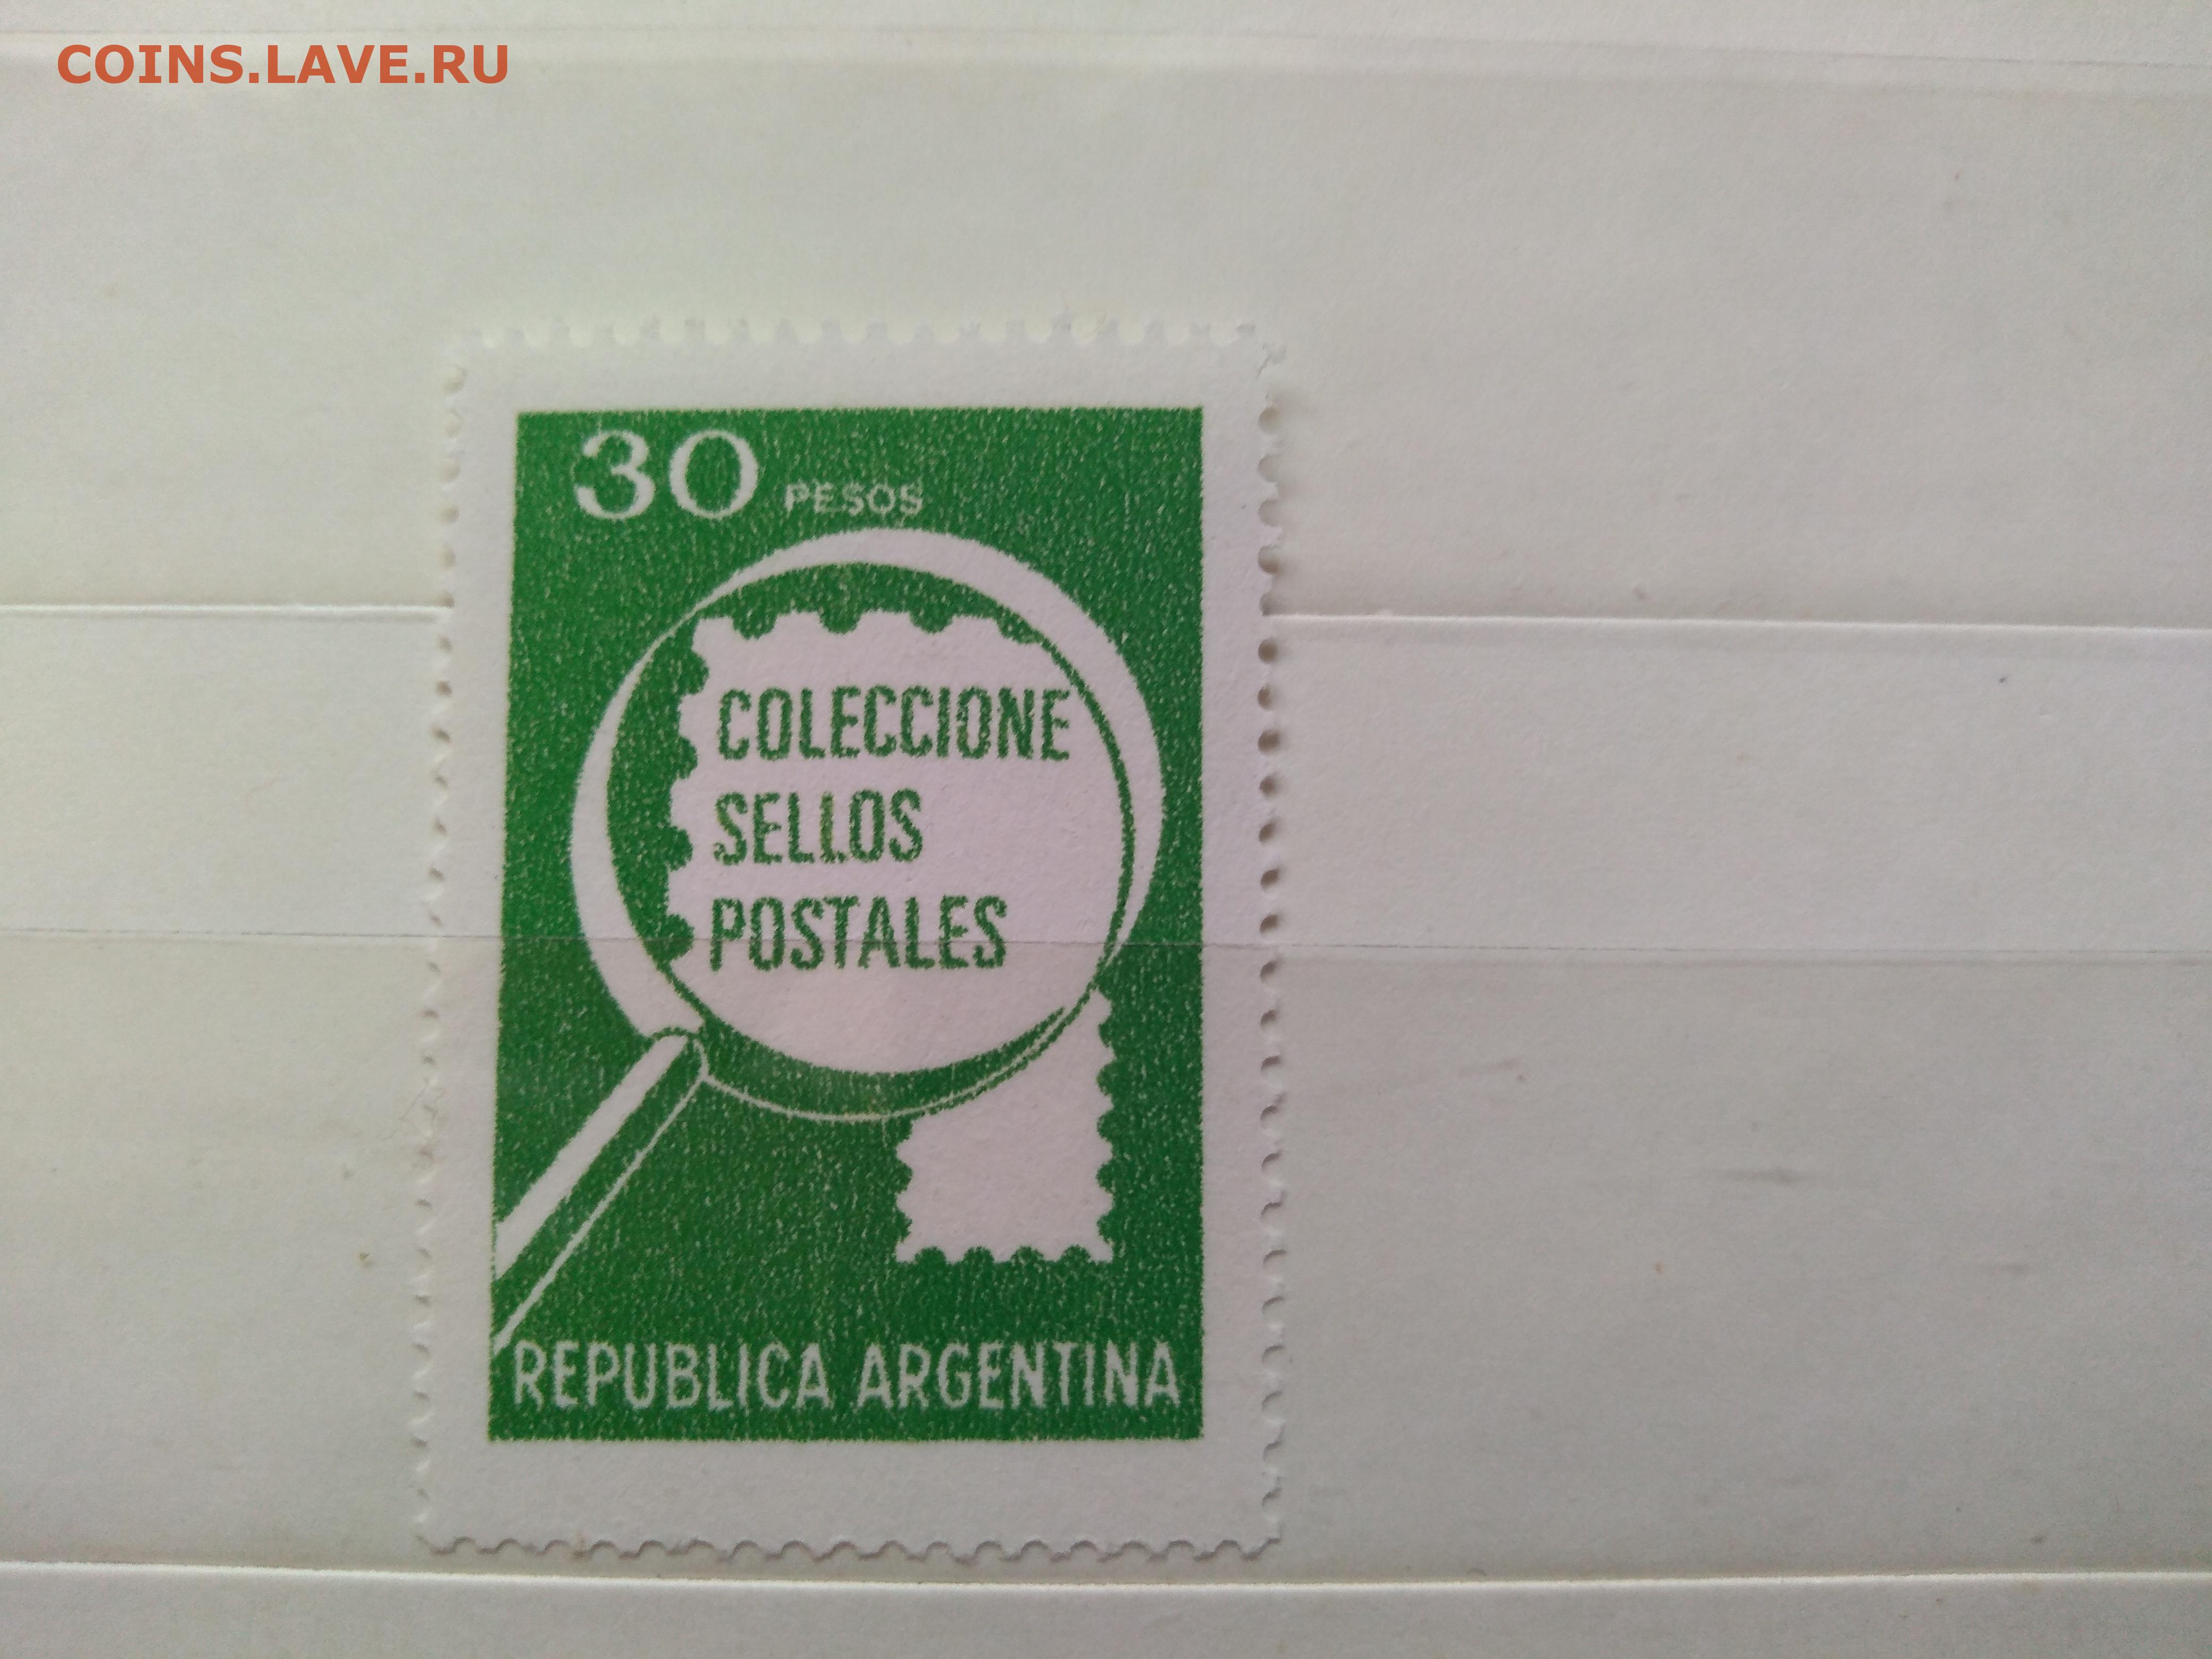 COINS.LAVE.RU
30 PESOS
COLECCIONE
SELLOS
POSTALES
REPUBLICA ARGENTINA